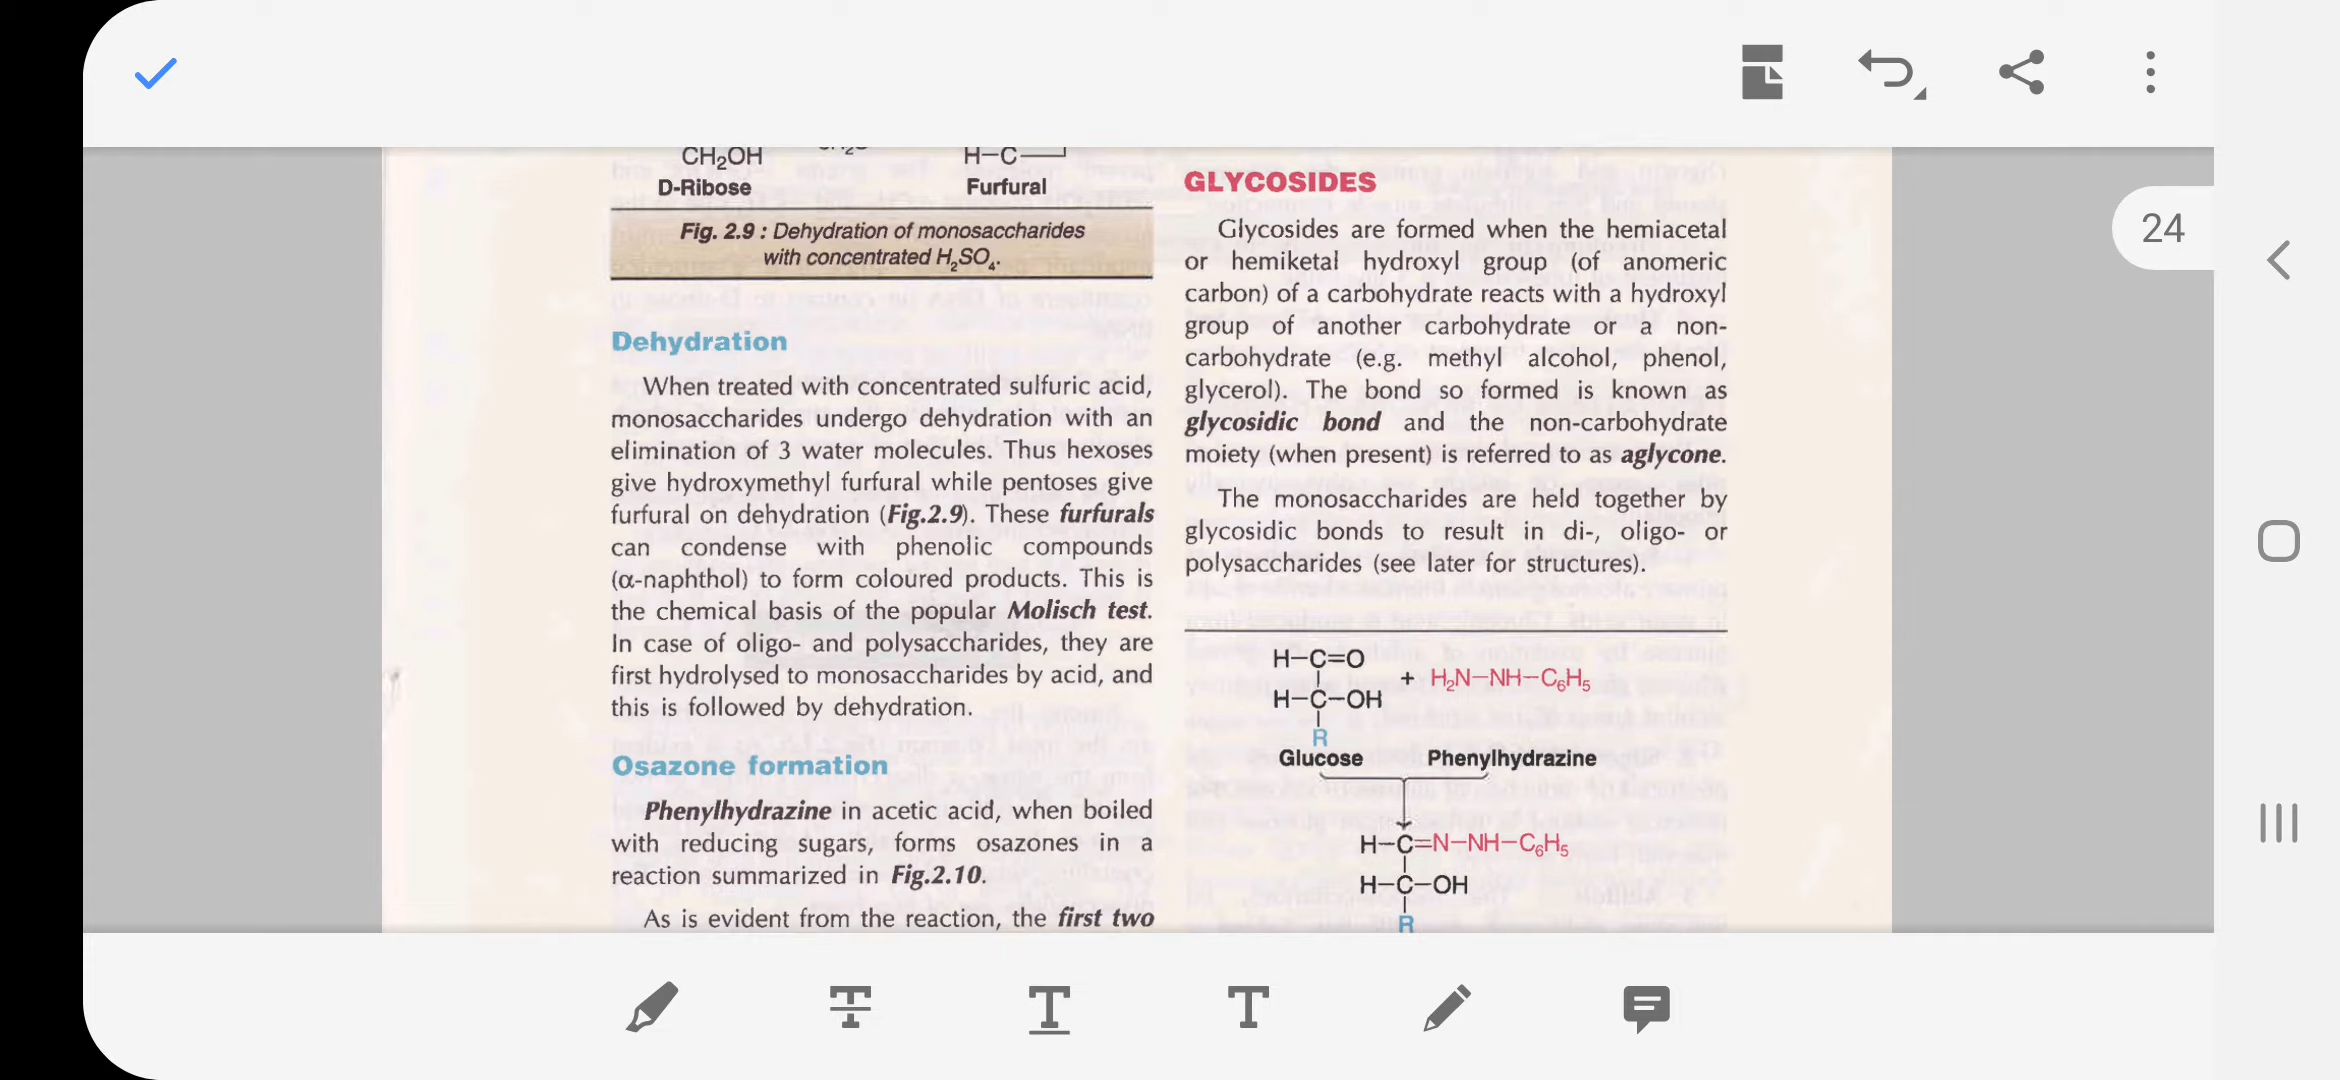 24
CH₂OH
D-Ribose
H–C
Furfural
Fig. 2.9 : Dehydration of monosaccharides
with concentrated H₂SO₄.
Dehydration
When treated with concentrated sulfuric acid,
monosaccharides undergo dehydration with an
elimination of 3 water molecules. Thus hexoses
give hydroxymethyl furfural while pentoses give
furfural on dehydration (Fig.2.9). These furfurals
can condense with phenolic compounds
(α-naphthol) to form coloured products. This is
the chemical basis of the popular Molisch test.
In case of oligo- and polysaccharides, they are
first hydrolysed to monosaccharides by acid, and
this is followed by dehydration.
Osazone formation
Phenylhydrazine in acetic acid, when boiled
with reducing sugars, forms osazones in a
reaction summarized in Fig.2.10.
As is evident from the reaction, the first two
GLYCOSIDES
Glycosides are formed when the hemiacetal
or hemiketal hydroxyl group (of anomeric
carbon) of a carbohydrate reacts with a hydroxyl
group of another carbohydrate or a non-
carbohydrate (e.g. methyl alcohol, phenol,
glycerol). The bond so formed is known as
glycosidic bond and the non-carbohydrate
moiety (when present) is referred to as aglycone.
The monosaccharides are held together by
glycosidic bonds to result in di-, oligo- or
polysaccharides (see later for structures).
H–C=O
+ H₂N–NH–C₆H₅
H–C–OH
R
Glucose Phenylhydrazine
H–C=N–NH–C₆H₅
H–C–OH
R